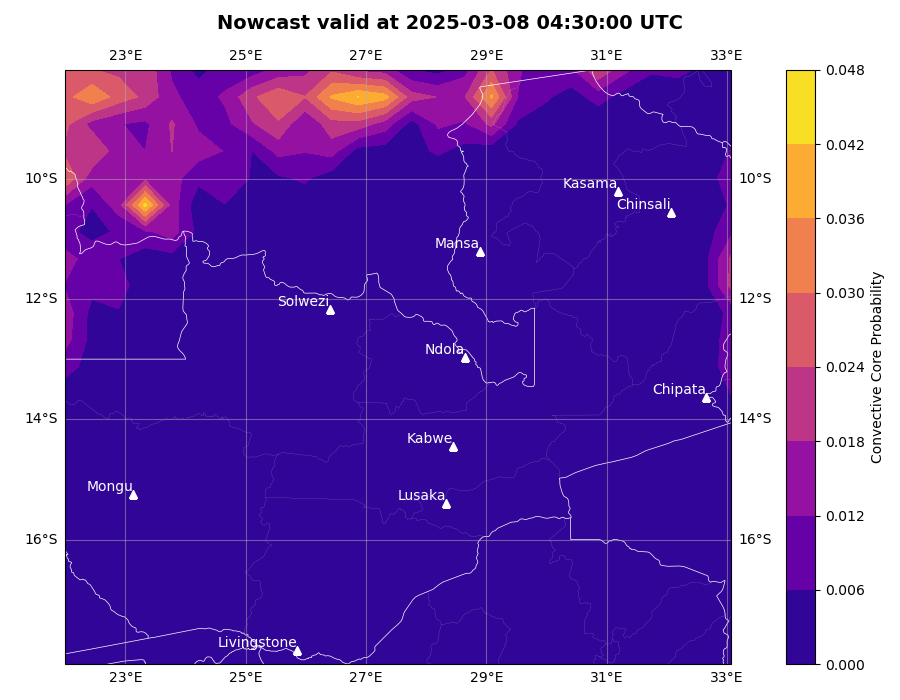 Nowcast valid at 2025-03-08 04:30:00 UTC
23°E 25°E 27°E 29°E 31°E 33°E
10°S 12°S 14°S 16°S
Kasama
Chinsali
Mansa
Solwezi
Ndola
Chipata
Kabwe
Mongu
Lusaka
Livingstone
10°S 12°S 14°S 16°S
23°E 25°E 27°E 29°E 31°E 33°E
0.048
0.042
0.036
0.030
0.024
0.018
0.012
0.006
0.000
Convective Core Probability